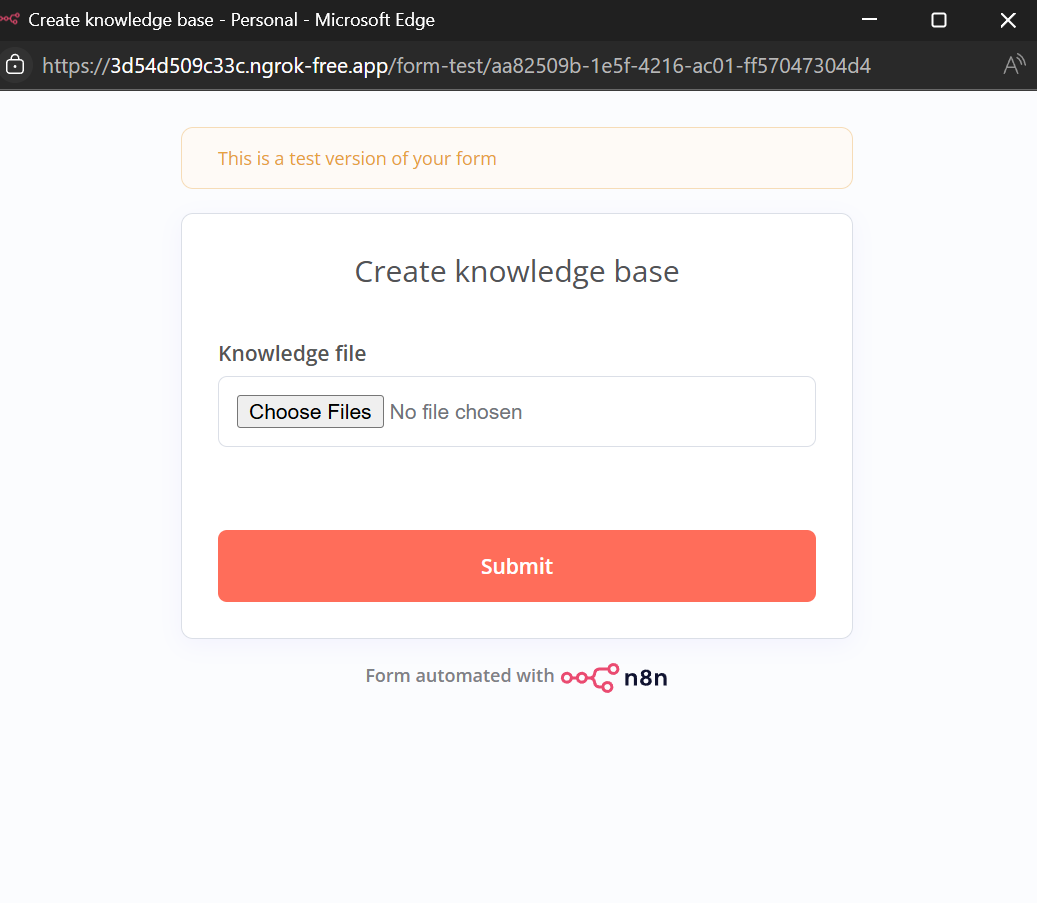 Create knowledge base - Personal - Microsoft Edge
https://3d54d509c33c.ngrok-free.app/form-test/aa82509b-1e5f-4216-ac01-ff57047304d4
This is a test version of your form
Create knowledge base
Knowledge file
Choose Files No file chosen
Submit
Form automated with n8n